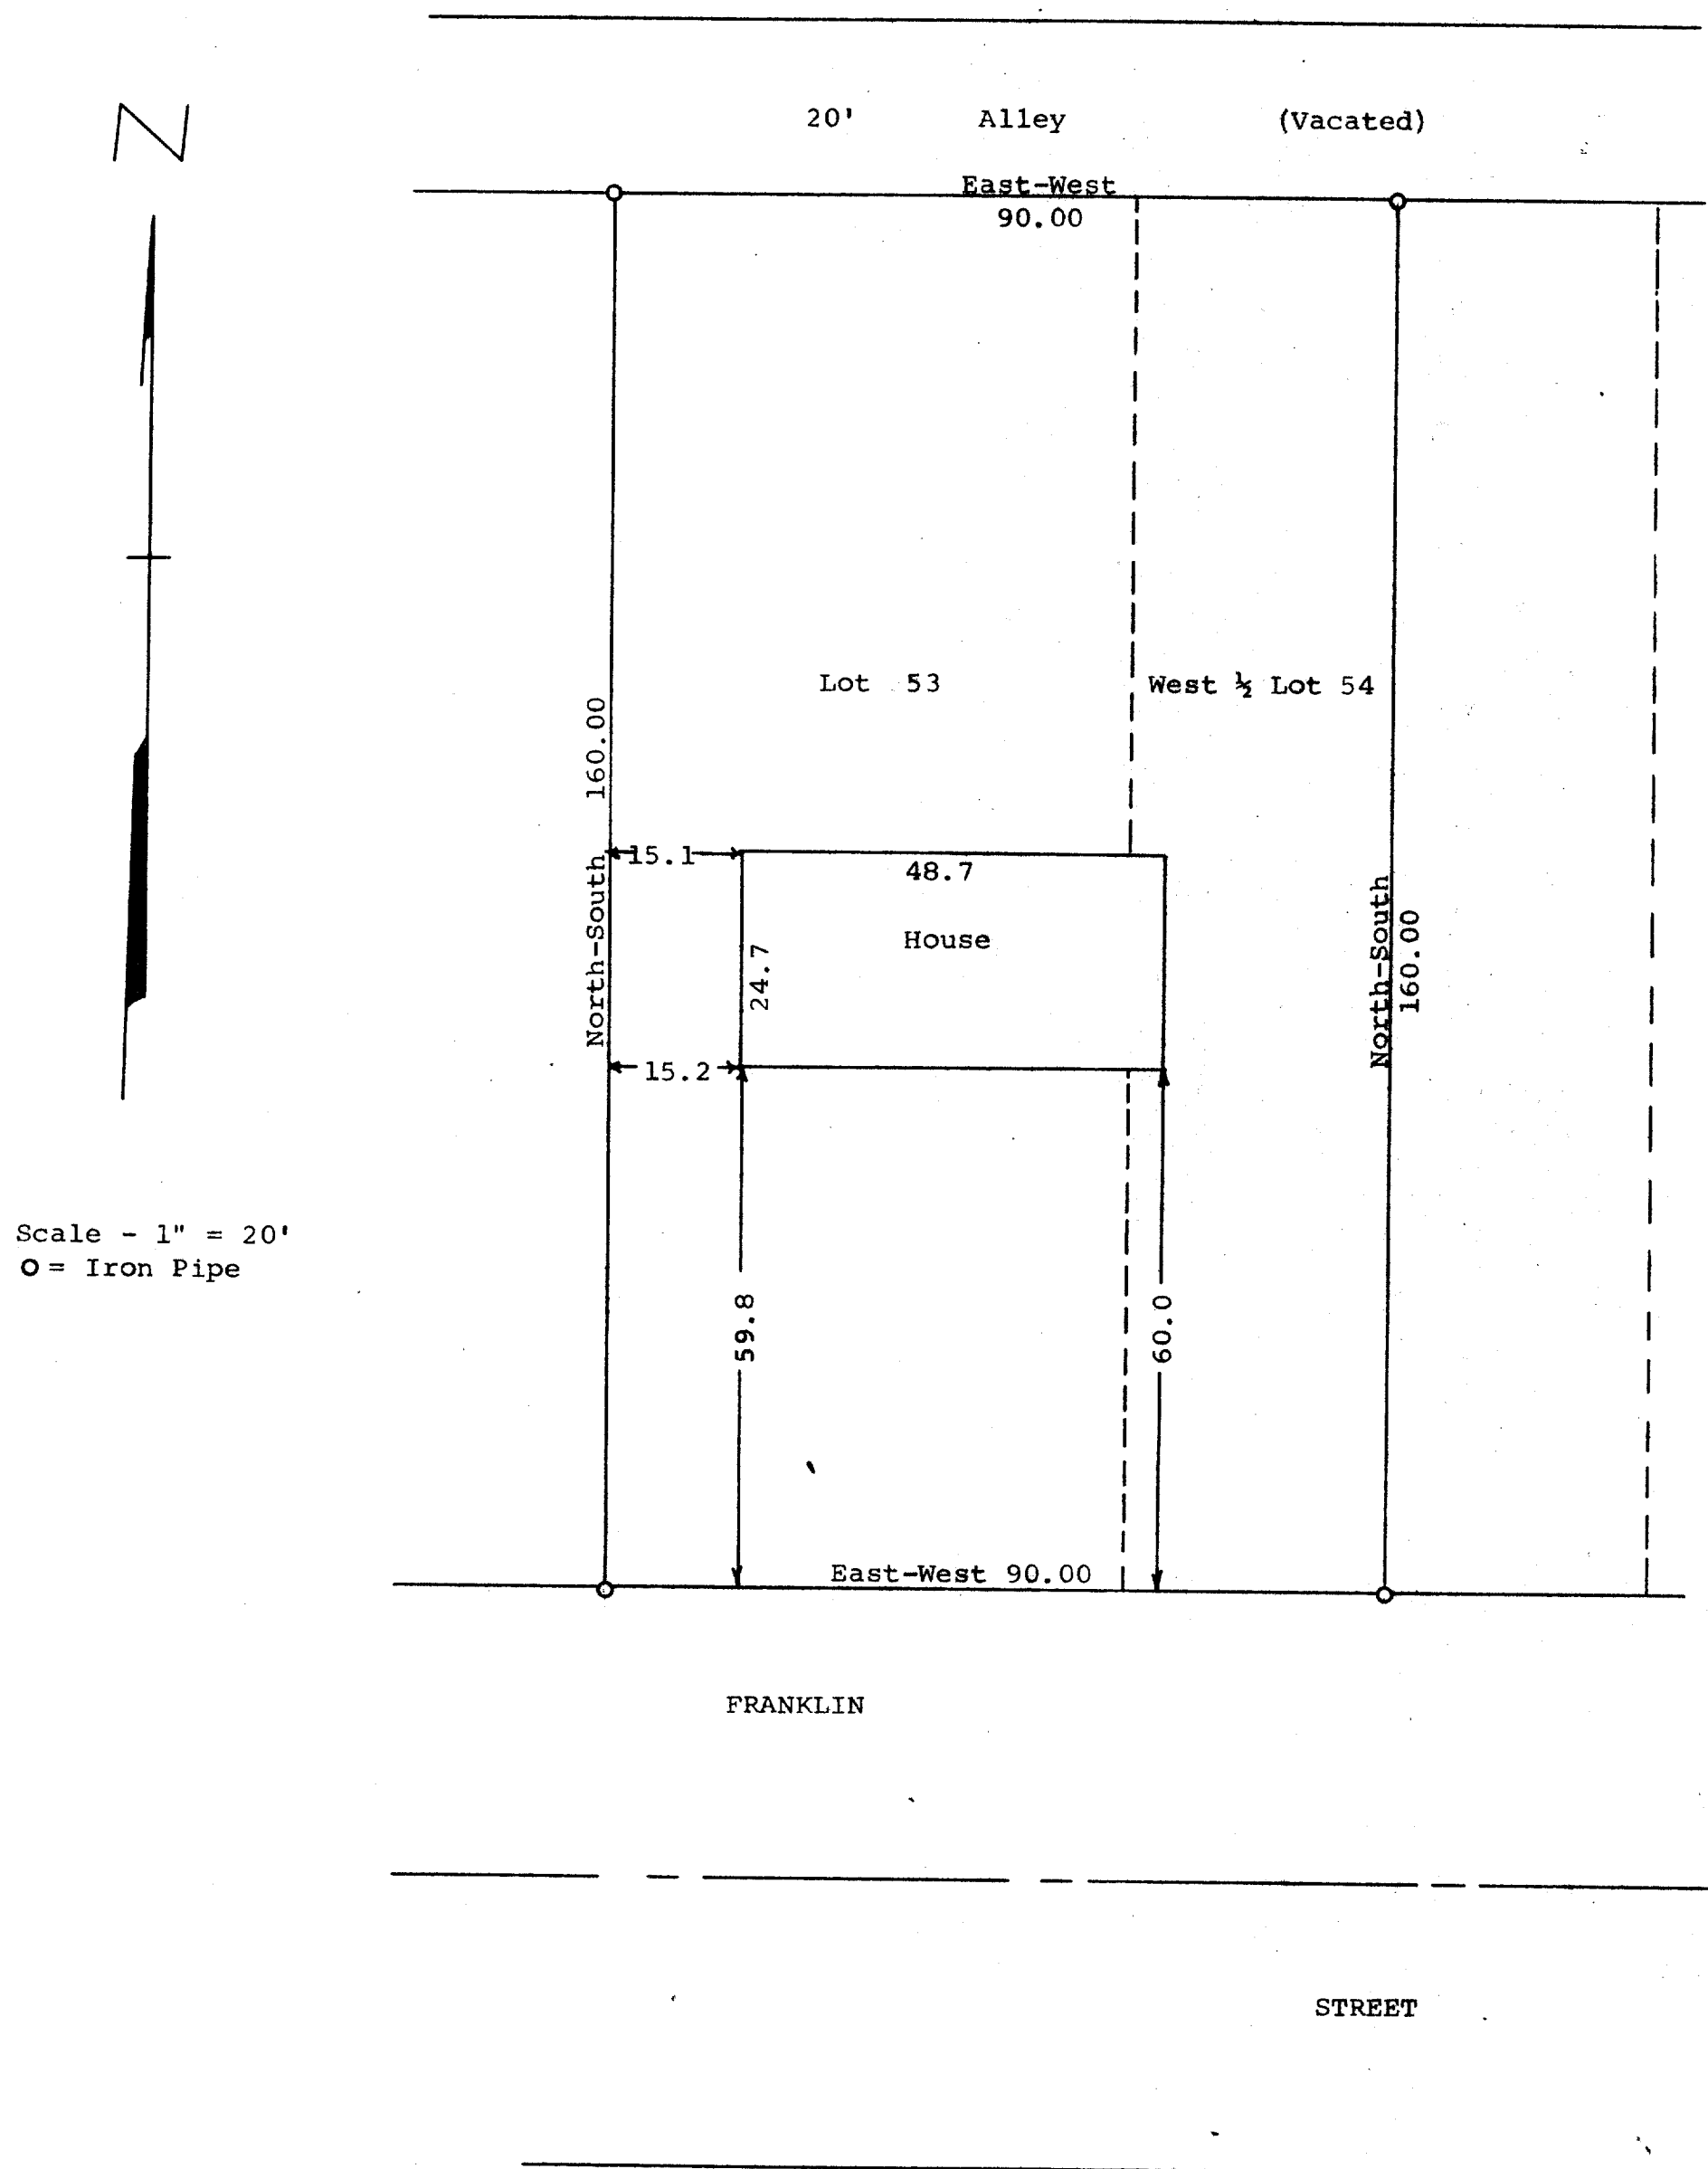 N
20' Alley (Vacated)
East-West
90.00
Lot 53
West ½ Lot 54
North-South 160.00
15.1
48.7
House
24.7
North-South
160.00
15.2
Scale - 1" = 20'
O = Iron Pipe
59.8
60.0
East-West 90.00
FRANKLIN
STREET